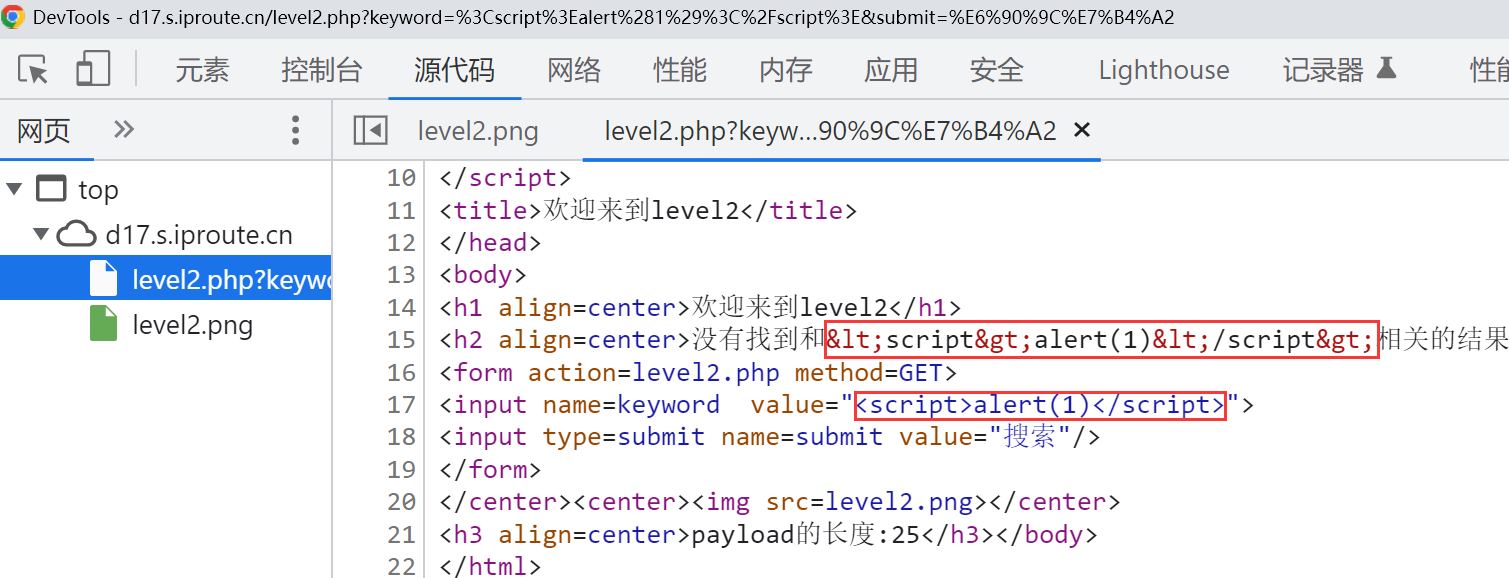 DevTools - d17.s.iproute.cn/level2.php?keyword=%3Cscript%3Ealert%281%29%3C%2Fscript%3E&submit=%E6%90%9C%E7%B4%A2
元素 控制台 源代码 网络 性能 内存 应用 安全 Lighthouse 记录器 性能
网页 » level2.png level2.php?keyw...90%9C%E7%B4%A2 ×
top
d17.s.iproute.cn
level2.php?keywo
level2.png
10 </script>
11 <title>欢迎来到level2</title>
12 </head>
13 <body>
14 <h1 align=center>欢迎来到level2</h1>
15 <h2 align=center>没有找到和&lt;script&gt;alert(1)&lt;/script&gt;相关的结果
16 <form action=level2.php method=GET>
17 <input name=keyword  value="<script>alert(1)</script>">
18 <input type=submit name=submit value="搜索"/>
19 </form>
20 </center><center><img src=level2.png></center>
21 <h3 align=center>payload的长度:25</h3></body>
22 </html>